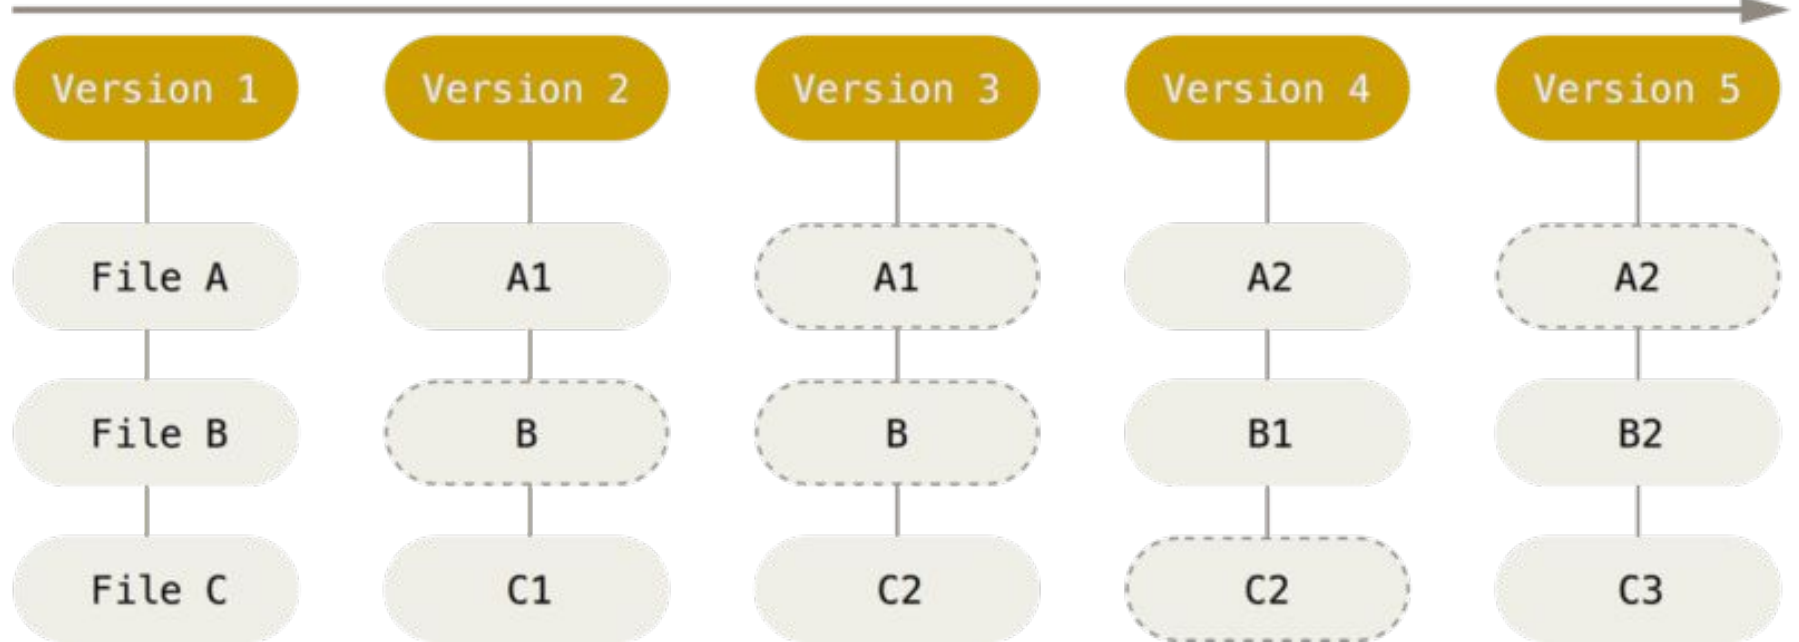 Version 1 Version 2 Version 3 Version 4 Version 5
File A A1 A1 A2 A2
File B B B B1 B2
File C C1 C2 C2 C3